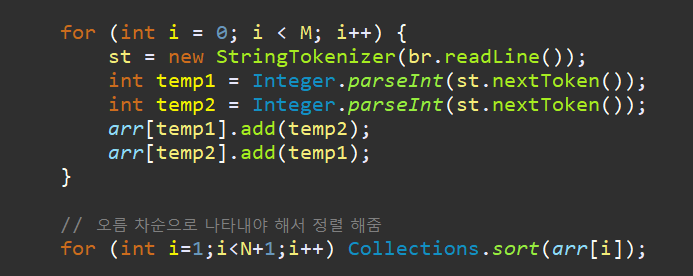 for (int i = 0; i < M; i++) {
st = new StringTokenizer(br.readLine());
int temp1 = Integer.parseInt(st.nextToken());
int temp2 = Integer.parseInt(st.nextToken());
arr[temp1].add(temp2);
arr[temp2].add(temp1);
}
// 오름 차순으로 나타내야 해서 정렬 해줌
for (int i=1;i<N+1;i++) Collections.sort(arr[i]);